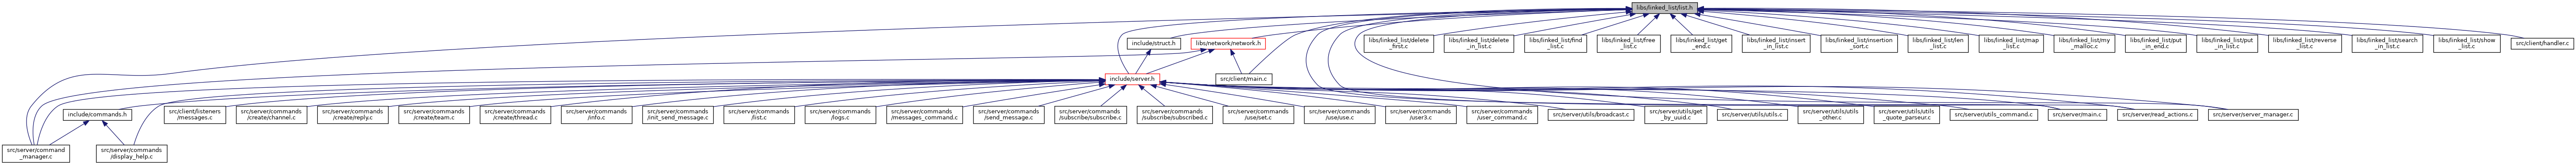 libs/linked_list/list.h
include/struct.h
libs/network/network.h
libs/linked_list/delete
_first.c
libs/linked_list/delete
_in_list.c
libs/linked_list/find
_list.c
libs/linked_list/free
_list.c
libs/linked_list/get
_end.c
libs/linked_list/insert
_in_list.c
libs/linked_list/insertion
_sort.c
libs/linked_list/len
_list.c
libs/linked_list/map
_list.c
libs/linked_list/my
_malloc.c
libs/linked_list/put
_in_end.c
libs/linked_list/put
_in_list.c
libs/linked_list/reverse
_list.c
libs/linked_list/search
_in_list.c
libs/linked_list/show
_list.c
src/client/handler.c
include/server.h
src/client/main.c
include/commands.h
src/client/listeners
/messages.c
src/server/commands
/create/channel.c
src/server/commands
/create/reply.c
src/server/commands
/create/team.c
src/server/commands
/create/thread.c
src/server/commands
/info.c
src/server/commands
/init_send_message.c
src/server/commands
/list.c
src/server/commands
/logs.c
src/server/commands
/messages_command.c
src/server/commands
/send_message.c
src/server/commands
/subscribe/subscribe.c
src/server/commands
/subscribe/subscribed.c
src/server/commands
/use/set.c
src/server/commands
/use/use.c
src/server/commands
/user3.c
src/server/commands
/user_command.c
src/server/utils/broadcast.c
src/server/utils/get
_by_uuid.c
src/server/utils/utils.c
src/server/utils/utils
_other.c
src/server/utils/utils
_quote_parseur.c
src/server/utils_command.c
src/server/main.c
src/server/read_actions.c
src/server/server_manager.c
src/server/command
_manager.c
src/server/commands
/display_help.c